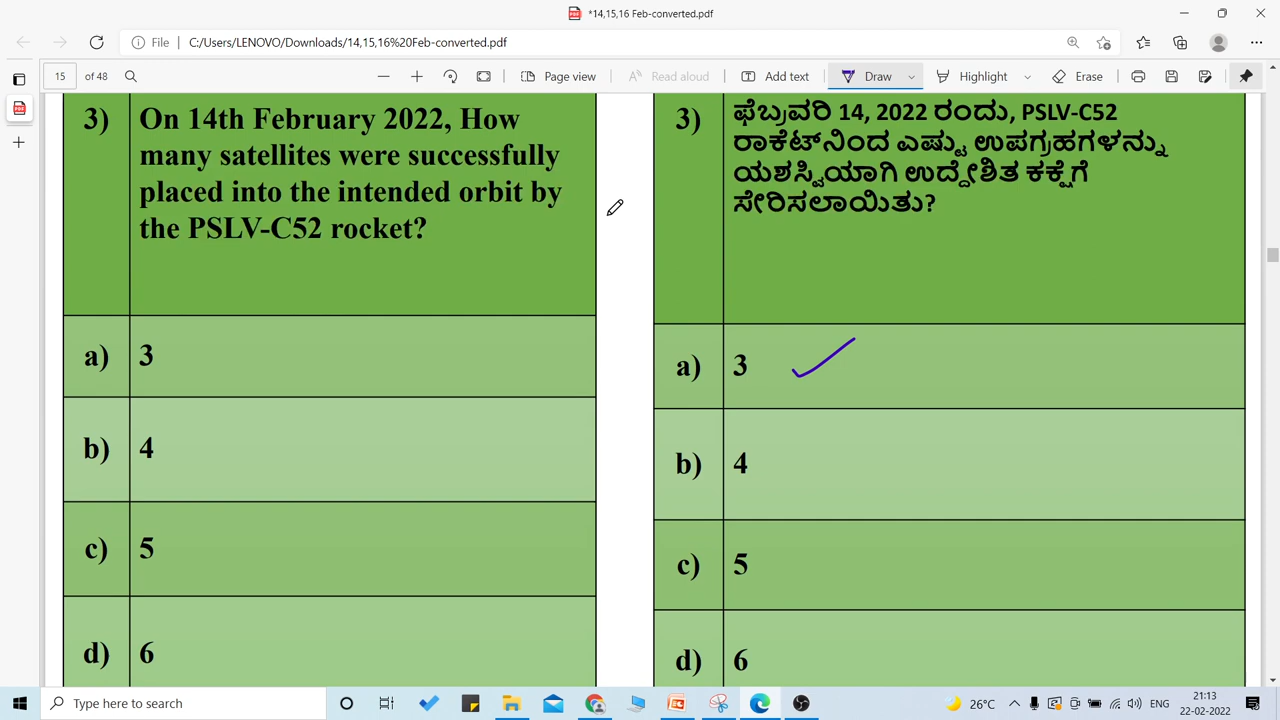 *14,15,16 Feb-converted.pdf
File C:/Users/LENOVO/Downloads/14,15,16%20Feb-converted.pdf
15 of 48 Page view Read aloud Add text Draw Highlight Erase
3) On 14th February 2022, How
many satellites were successfully
placed into the intended orbit by
the PSLV-C52 rocket?
a) 3
b) 4
c) 5
d) 6
3) ಫೆಬ್ರವರಿ 14, 2022 ರಂದು, PSLV-C52
ರಾಕೆಟ್‌ನಿಂದ ಎಷ್ಟು ಉಪಗ್ರಹಗಳನ್ನು
ಯಶಸ್ವಿಯಾಗಿ ಉದ್ದೇಶಿತ ಕಕ್ಷೆಗೆ
ಸೇರಿಸಲಾಯಿತು?
a) 3
b) 4
c) 5
d) 6
Type here to search
26°C ENG 21:13
22-02-2022